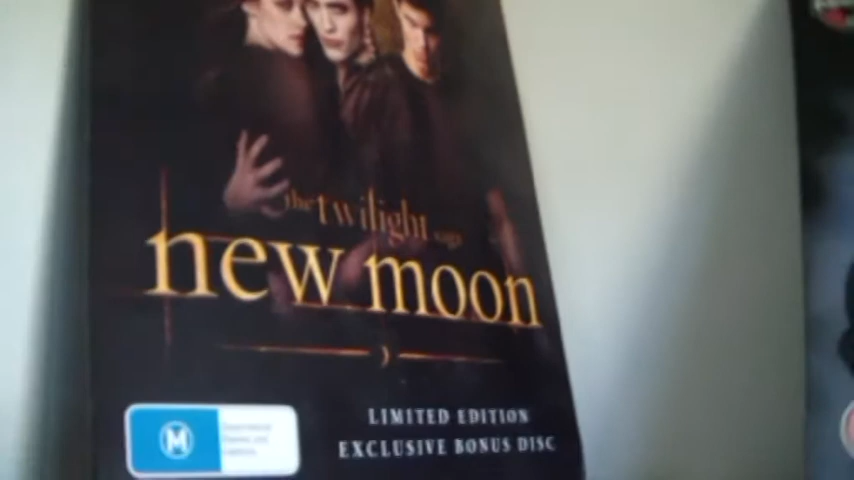 the twilight saga
new moon
LIMITED EDITION
EXCLUSIVE BONUS DISC
M